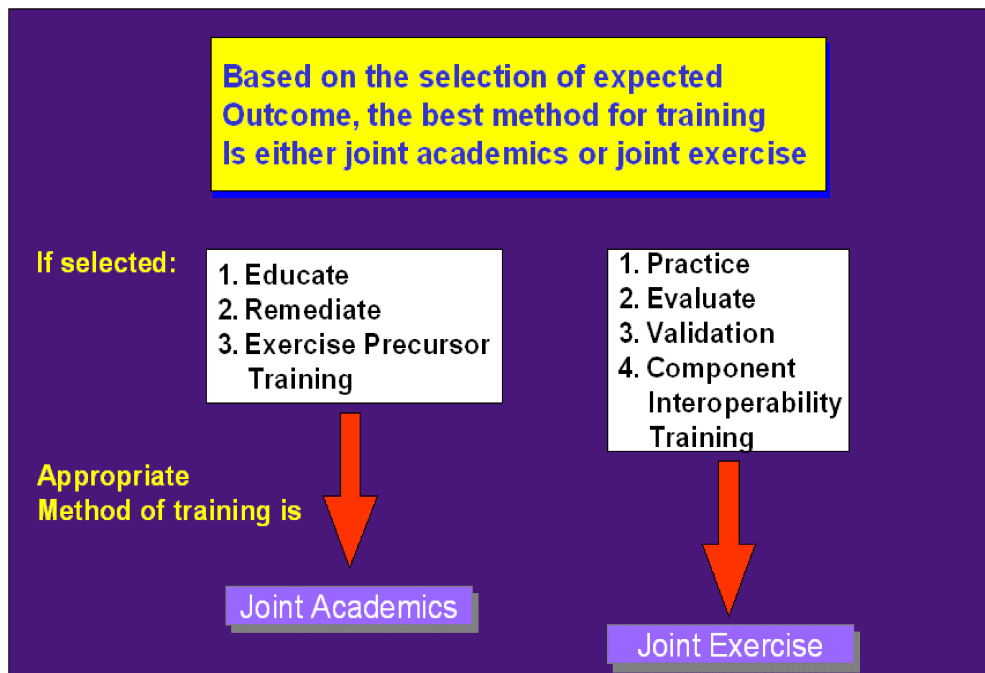 Based on the selection of expected
Outcome, the best method for training
Is either joint academics or joint exercise
If selected:
1. Educate
2. Remediate
3. Exercise Precursor
Training
1. Practice
2. Evaluate
3. Validation
4. Component
Interoperability
Training
Appropriate
Method of training is
Joint Academics
Joint Exercise